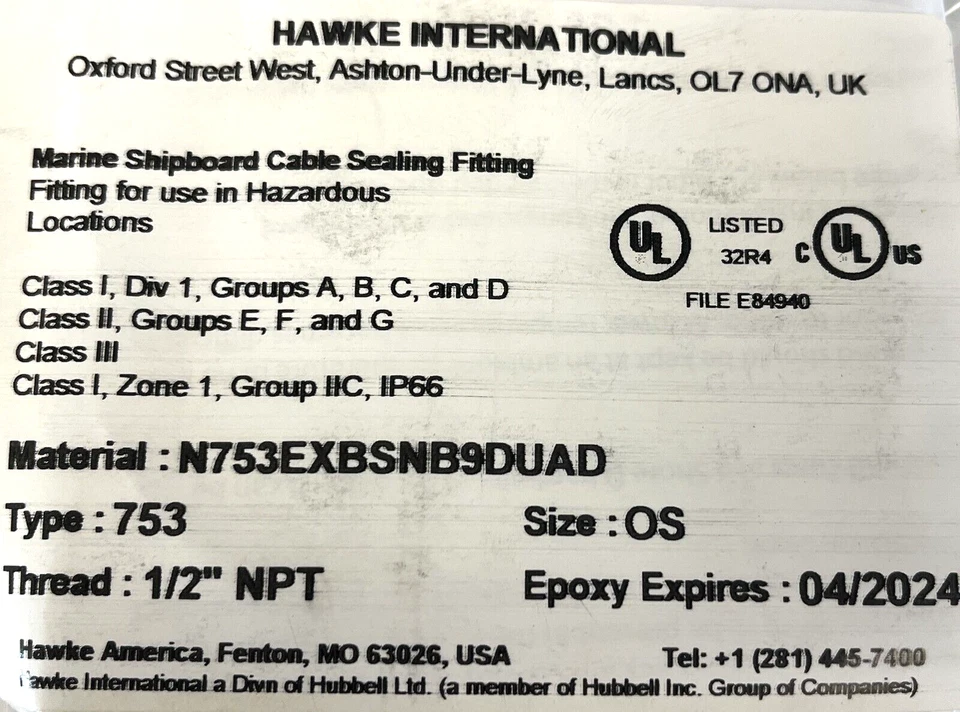 HAWKE INTERNATIONAL
Oxford Street West, Ashton-Under-Lyne, Lancs, OL7 ONA, UK
Marine Shipboard Cable Sealing Fitting
Fitting for use in Hazardous
Locations
UL LISTED C UL US
32R4
FILE E84940
Class I, Div 1, Groups A, B, C, and D
Class II, Groups E, F, and G
Class III
Class I, Zone 1, Group IIC, IP66
Material : N753EXBSNB9DUAD
Type : 753 Size : OS
Thread : 1/2" NPT Epoxy Expires : 04/2024
Hawke America, Fenton, MO 63026, USA Tel: +1 (281) 445-7400
Hawke International a Divn of Hubbell Ltd. (a member of Hubbell Inc. Group of Companies)